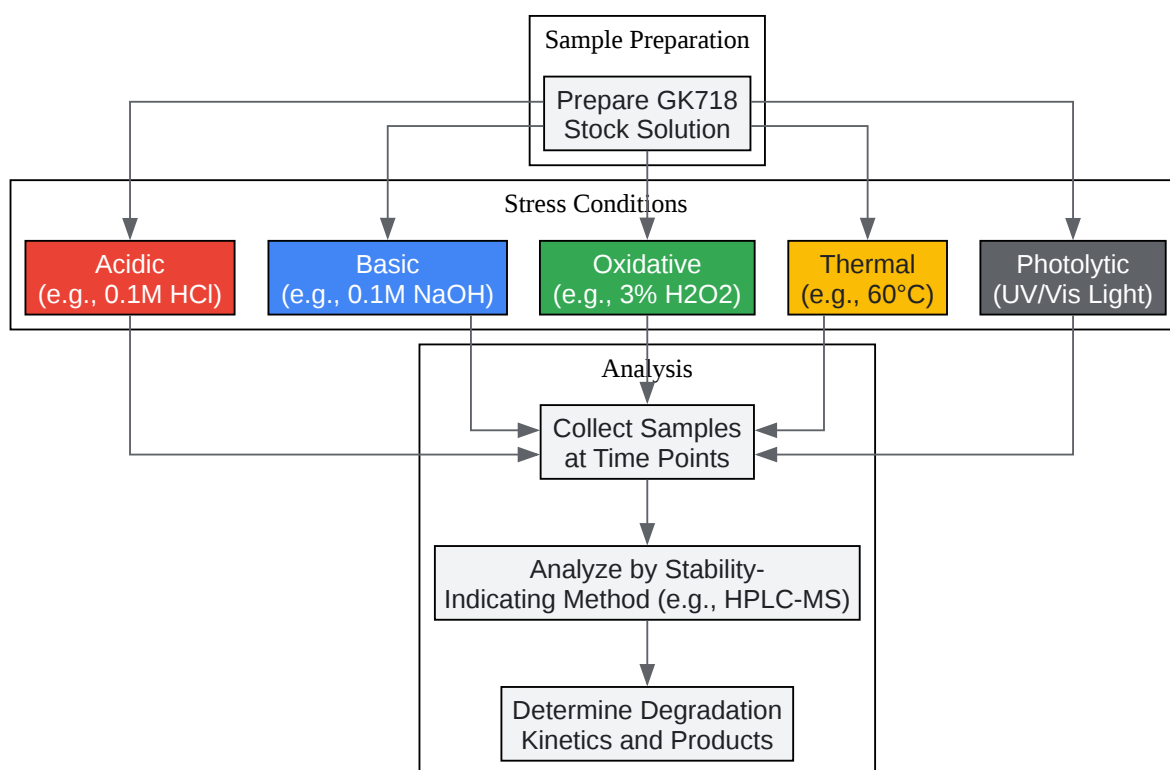 Sample Preparation
Prepare GK718
Stock Solution
Stress Conditions
Acidic
(e.g., 0.1M HCl)
Basic
(e.g., 0.1M NaOH)
Oxidative
(e.g., 3% H2O2)
Thermal
(e.g., 60°C)
Photolytic
(UV/Vis Light)
Analysis
Collect Samples
at Time Points
Analyze by Stability-
Indicating Method (e.g., HPLC-MS)
Determine Degradation
Kinetics and Products